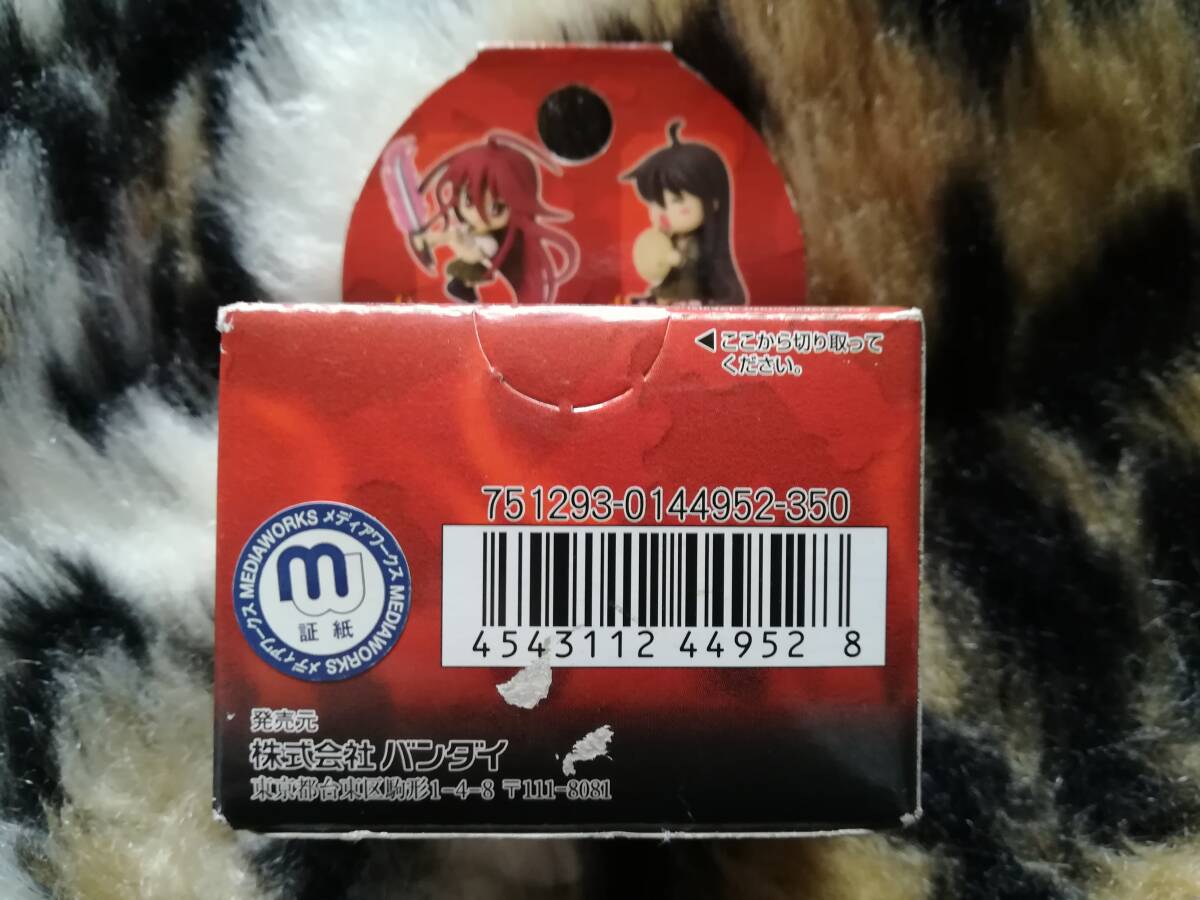 ◀ここから切り取って
ください。
751293-0144952-350
4543112 449528
MEDIAWORKS メディアワークス MEDIAWORKS メディアワークス
m
証紙
発売元
株式会社 バンダイ
東京都台東区駒形1-4-8 〒111-8081